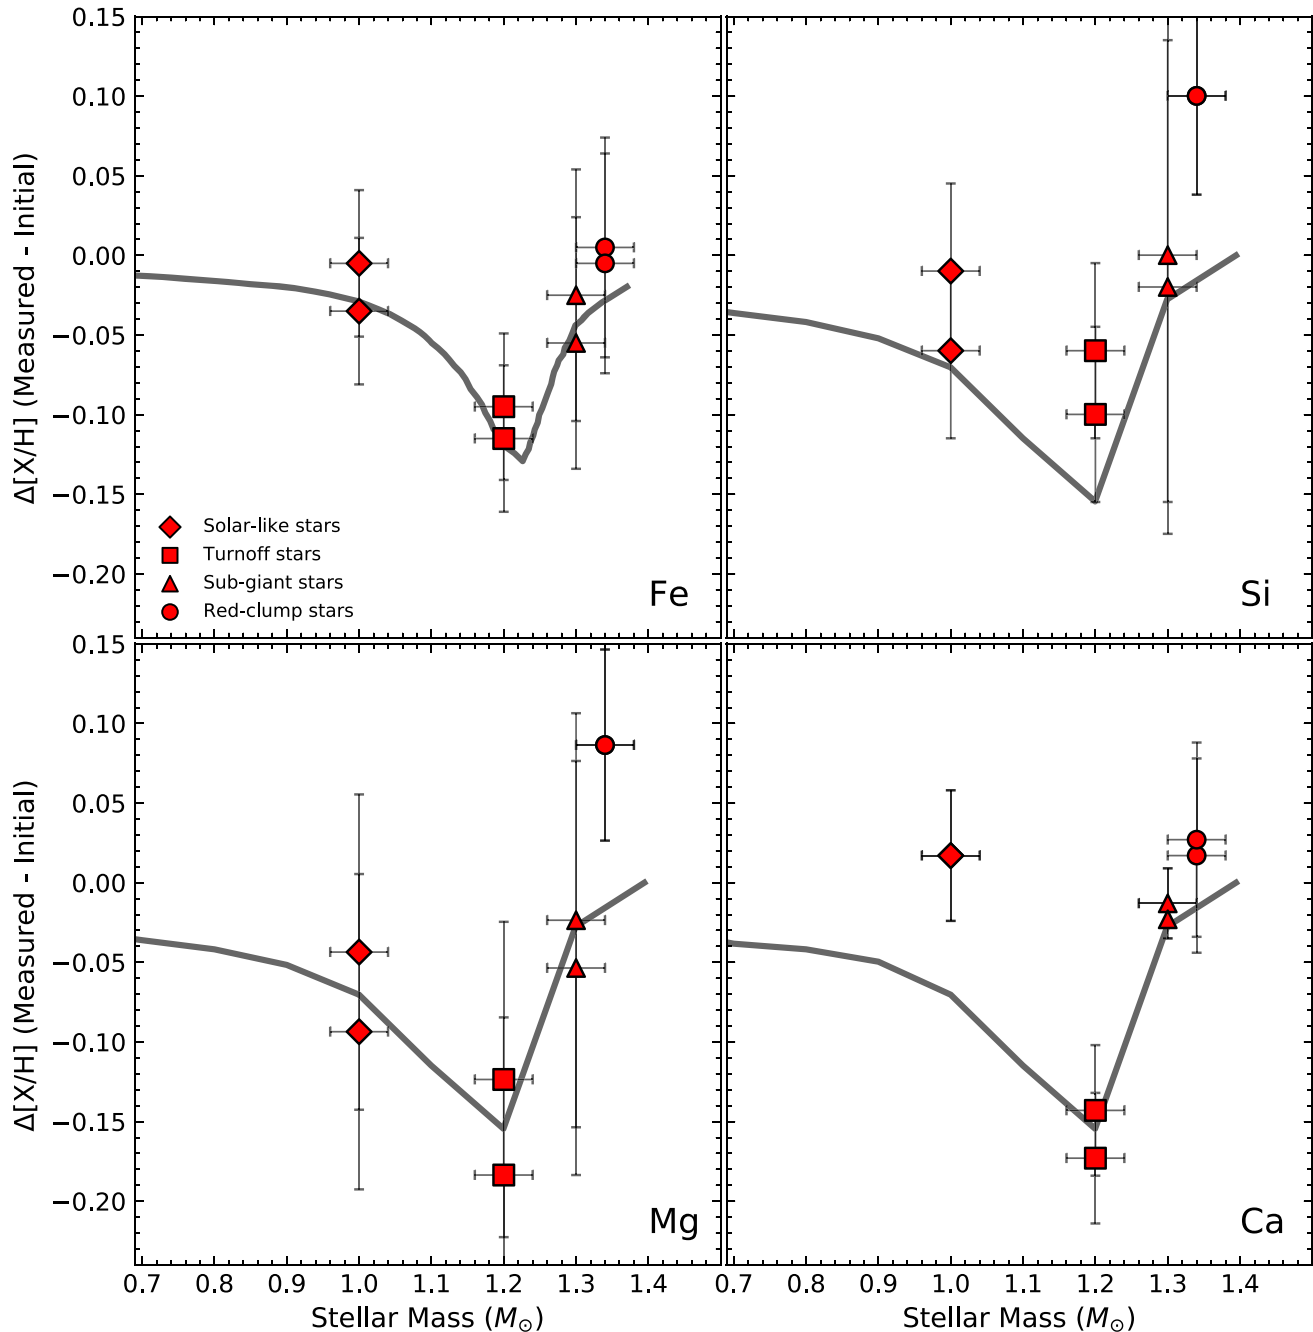 0.15
0.10
0.05
0.00
−0.05
−0.10
−0.15
−0.20
Δ[X/H] (Measured - Initial)
Solar-like stars
Turnoff stars
Sub-giant stars
Red-clump stars
Fe
Si
0.15
0.10
0.05
0.00
−0.05
−0.10
−0.15
−0.20
Δ[X/H] (Measured - Initial)
Mg
Ca
0.7 0.8 0.9 1.0 1.1 1.2 1.3 1.4
0.7 0.8 0.9 1.0 1.1 1.2 1.3 1.4
Stellar Mass (M⊙)
Stellar Mass (M⊙)